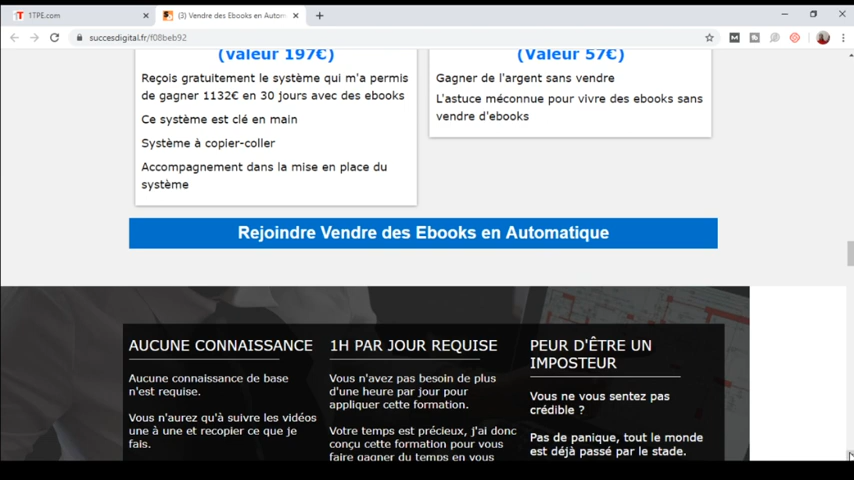 1TPE.com
(3) Vendre des Ebooks en Autom
succesdigital.fr/f08beb92
(valeur 197€)
Reçois gratuitement le système qui m'a permis
de gagner 1132€ en 30 jours avec des ebooks
Ce système est clé en main
Système à copier-coller
Accompagnement dans la mise en place du
système
(Valeur 57€)
Gagner de l'argent sans vendre
L'astuce méconnue pour vivre des ebooks sans
vendre d'ebooks
Rejoindre Vendre des Ebooks en Automatique
AUCUNE CONNAISSANCE
Aucune connaissance de base
n'est requise.
Vous n'aurez qu'à suivre les vidéos
une à une et recopier ce que je
fais.
1H PAR JOUR REQUISE
Vous n'avez pas besoin de plus
d'une heure par jour pour
appliquer cette formation.
Votre temps est précieux, j'ai donc
conçu cette formation pour vous
faire gagner du temps en vous
PEUR D'ÊTRE UN
IMPOSTEUR
Vous ne vous sentez pas
crédible ?
Pas de panique, tout le monde
est déjà passé par le stade.